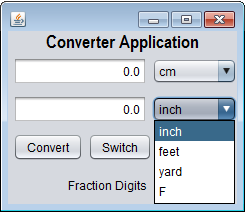 Converter Application
0.0 cm
0.0 inch
inch
feet
yard
F
Convert Switch
Fraction Digits